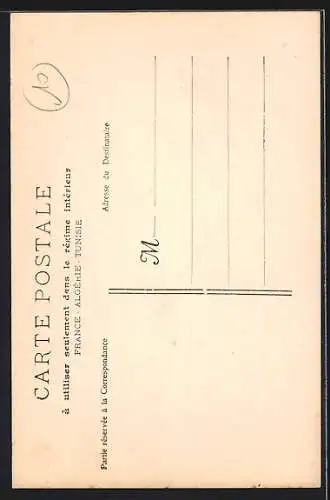 CARTE POSTALE
à utiliser seulement dans le régime intérieur
FRANCE - ALGÉRIE - TUNISIE
Partie réservée à la Correspondance
Adresse du Destinataire
M
10